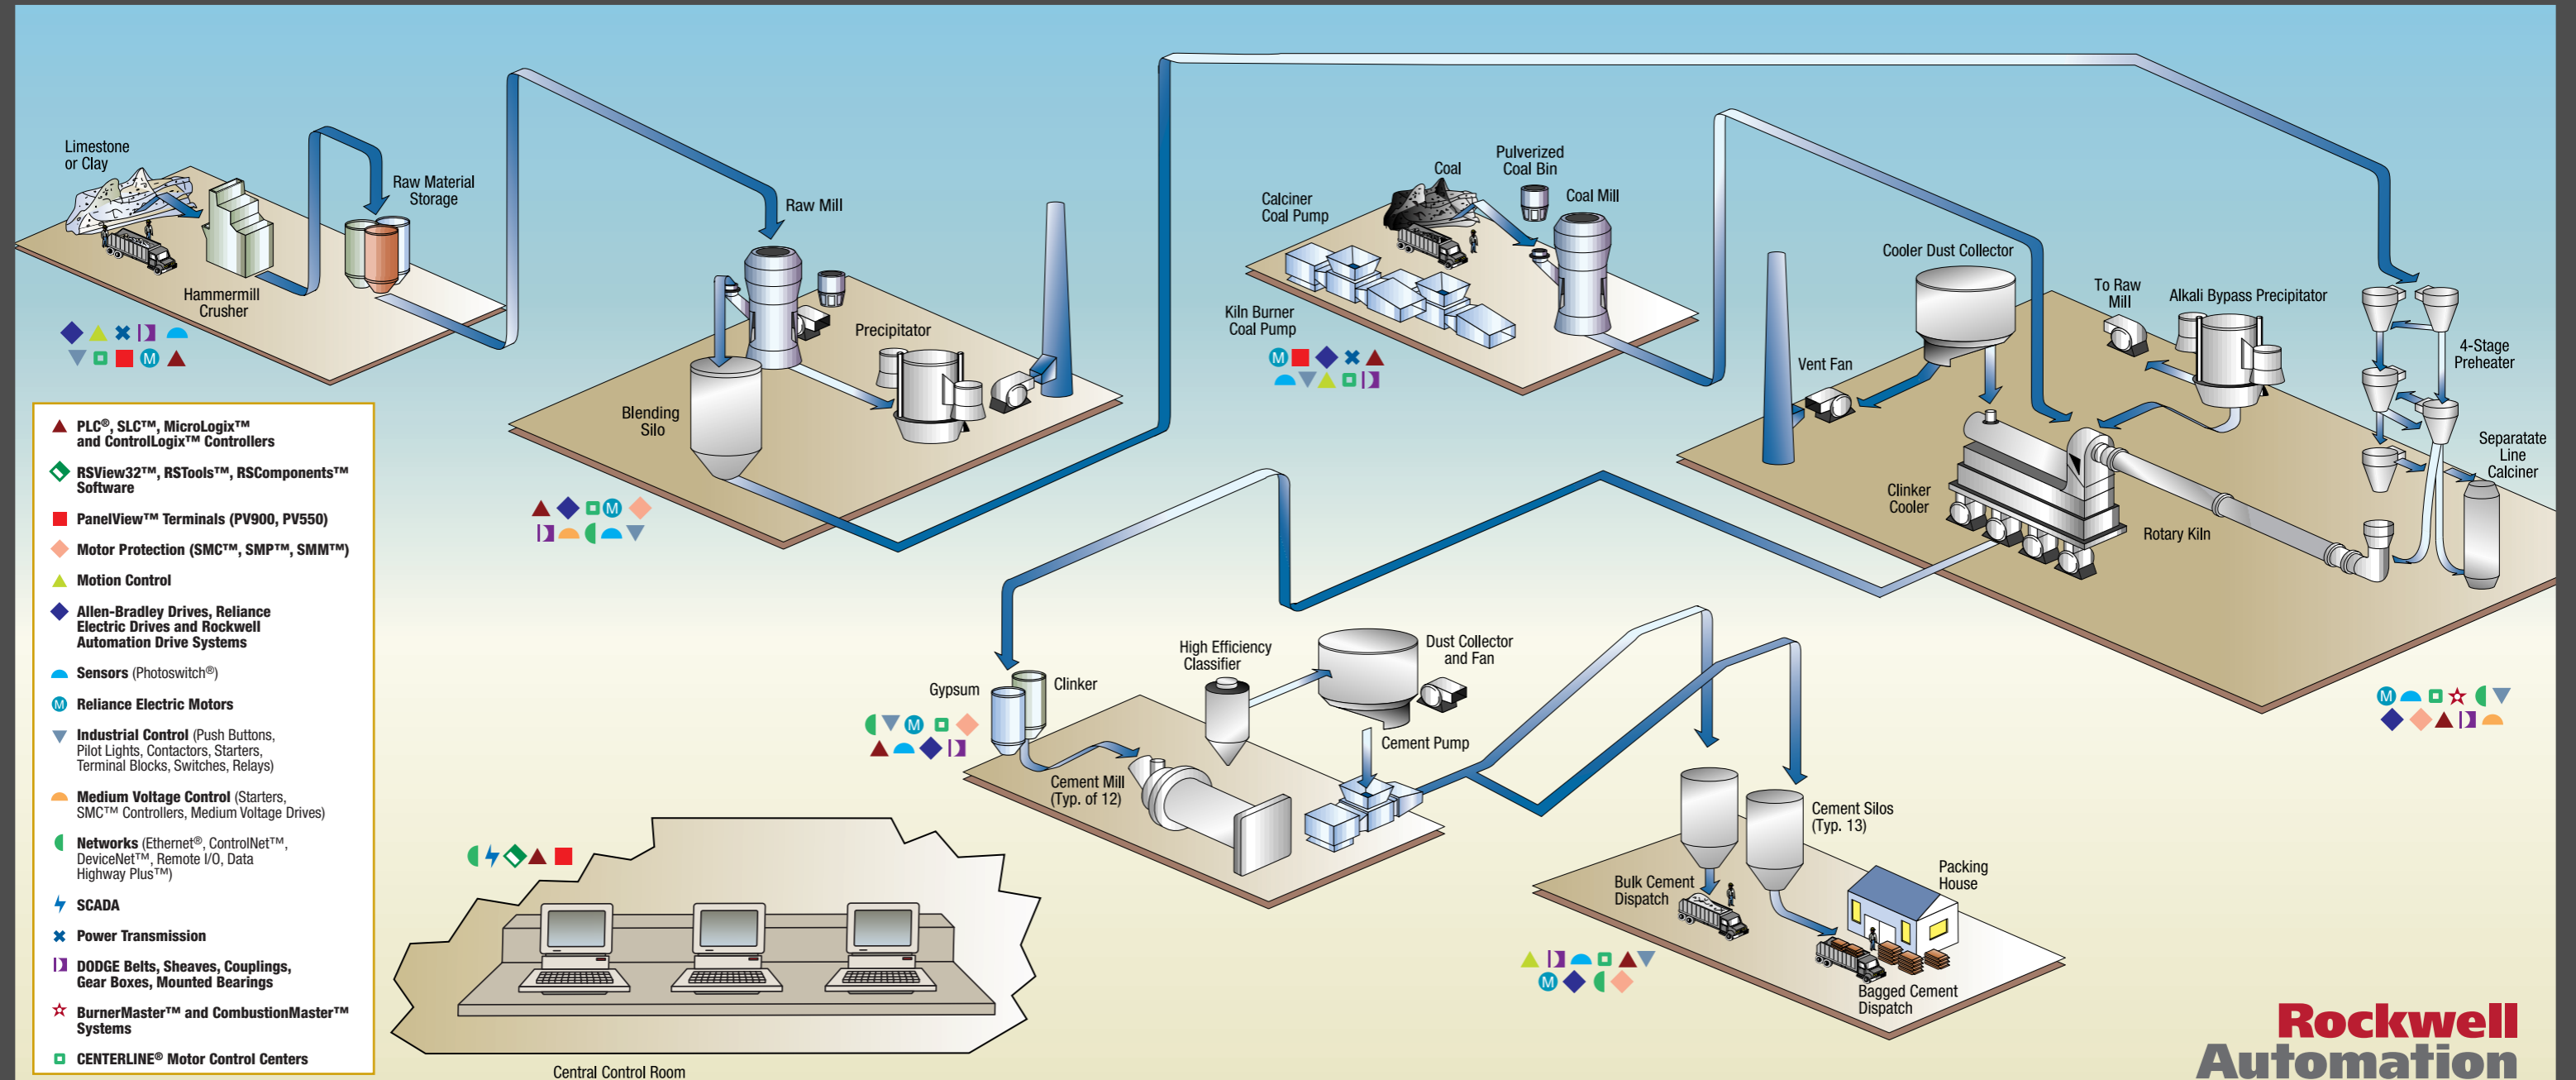 Limestone
or Clay
Hammermill
Crusher
Raw Material
Storage
Raw Mill
Blending
Silo
Precipitator
Calciner
Coal Pump
Coal
Pulverized
Coal Bin
Coal Mill
Kiln Burner
Coal Pump
Cooler Dust Collector
Vent Fan
To Raw
Mill
Alkali Bypass Precipitator
4-Stage
Preheater
Separatate
Line
Calciner
Clinker
Cooler
Rotary Kiln
M
M
M
M
M
M
PLC®, SLC™, MicroLogix™
and ControlLogix™ Controllers
RSView32™, RSTools™, RSComponents™
Software
PanelView™ Terminals (PV900, PV550)
Motor Protection (SMC™, SMP™, SMM™)
Motion Control
Allen-Bradley Drives, Reliance
Electric Drives and Rockwell
Automation Drive Systems
Sensors (Photoswitch®)
M Reliance Electric Motors
Industrial Control (Push Buttons,
Pilot Lights, Contactors, Starters,
Terminal Blocks, Switches, Relays)
Medium Voltage Control (Starters,
SMC™ Controllers, Medium Voltage Drives)
Networks (Ethernet®, ControlNet™,
DeviceNet™, Remote I/O, Data
Highway Plus™)
SCADA
Power Transmission
DODGE Belts, Sheaves, Couplings,
Gear Boxes, Mounted Bearings
BurnerMaster™ and CombustionMaster™
Systems
CENTERLINE® Motor Control Centers
Gypsum
Clinker
High Efficiency
Classifier
Dust Collector
and Fan
Cement Pump
Cement Mill
(Typ. of 12)
Cement Silos
(Typ. 13)
Bulk Cement
Dispatch
Packing
House
Bagged Cement
Dispatch
Central Control Room
Rockwell
Automation